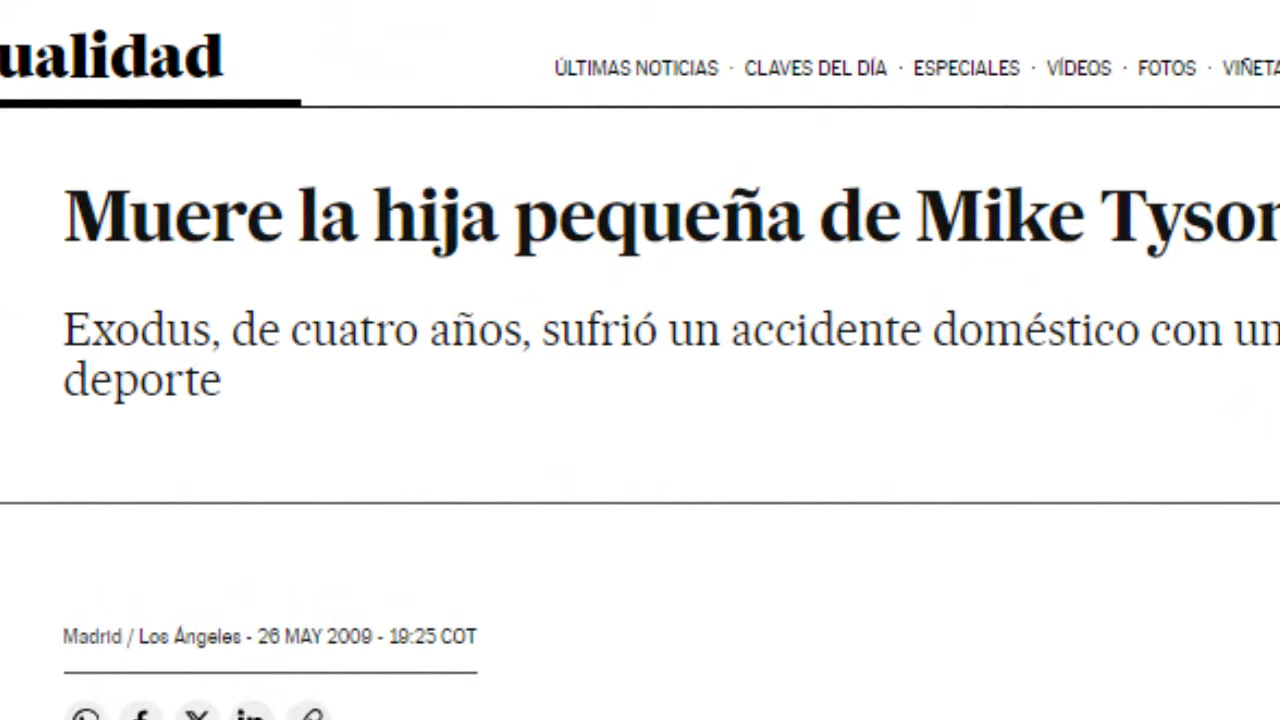 ualidad
ÚLTIMAS NOTICIAS · CLAVES DEL DÍA · ESPECIALES · VÍDEOS · FOTOS · VIÑETA
Muere la hija pequeña de Mike Tyson
Exodus, de cuatro años, sufrió un accidente doméstico con un
deporte
Madrid / Los Ángeles - 26 MAY 2009 - 19:25 COT